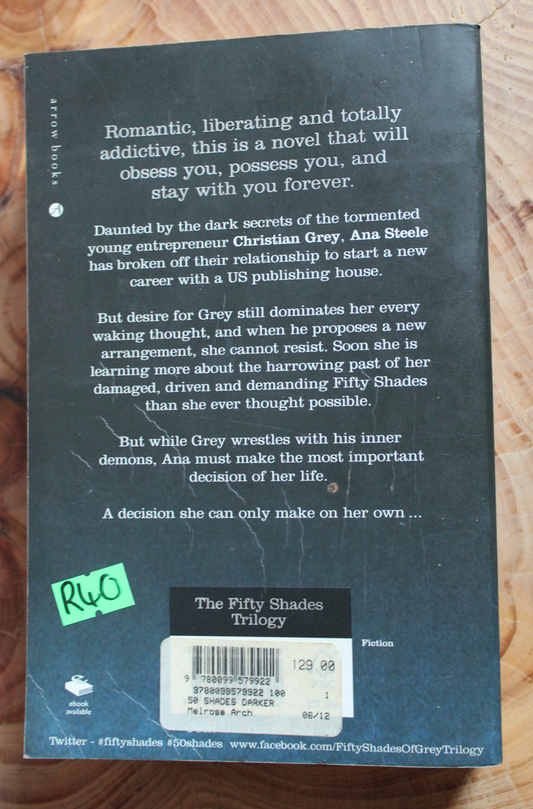 arrow books
Romantic, liberating and totally
addictive, this is a novel that will
obsess you, possess you, and
stay with you forever.
Daunted by the dark secrets of the tormented
young entrepreneur Christian Grey, Ana Steele
has broken off their relationship to start a new
career with a US publishing house.
But desire for Grey still dominates her every
waking thought, and when he proposes a new
arrangement, she cannot resist. Soon she is
learning more about the harrowing past of her
damaged, driven and demanding Fifty Shades
than she ever thought possible.
But while Grey wrestles with his inner
demons, Ana must make the most important
decision of her life.
A decision she can only make on her own ...
R40
The Fifty Shades
Trilogy
Fiction
129.00
9 780099 579922
9780099579922 100 1
50 SHADES DARKER
Melrose Arch 06/12
ebook
available
Twitter - #fiftyshades #50shades www.facebook.com/FiftyShadesOfGreyTrilogy